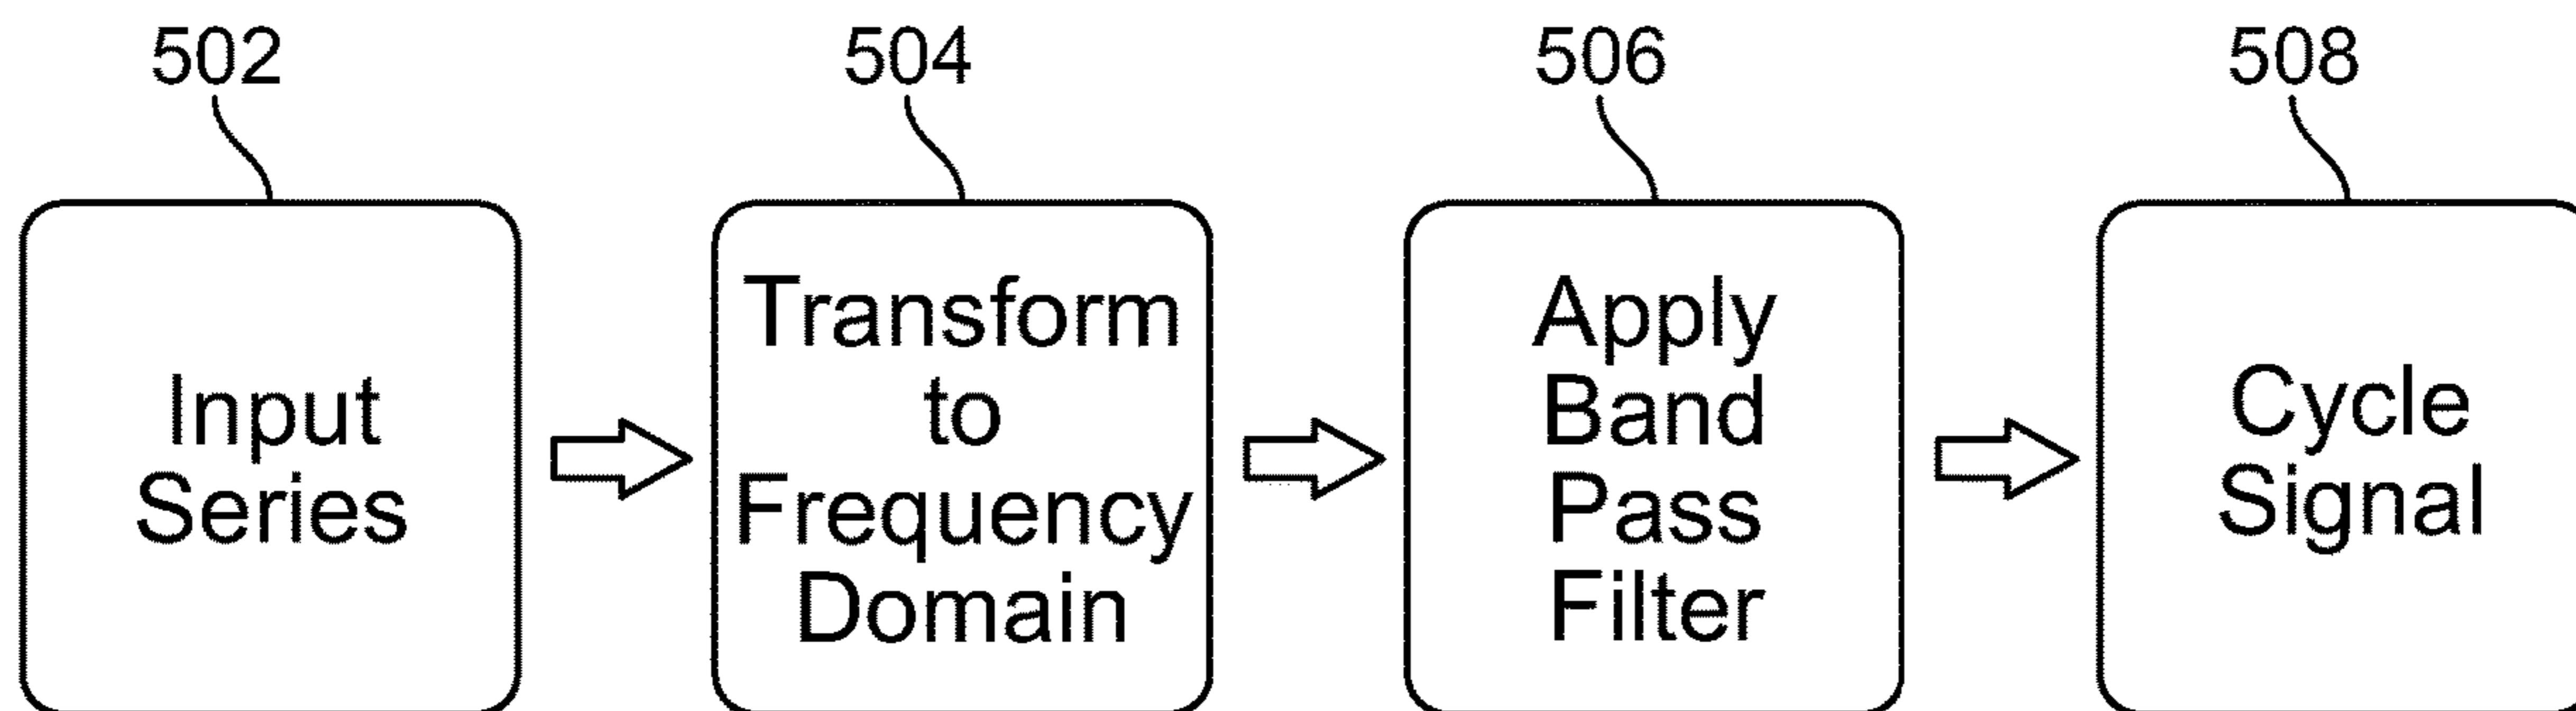 502
504
506
508
Input
Series
Transform
to
Frequency
Domain
Apply
Band
Pass
Filter
Cycle
Signal